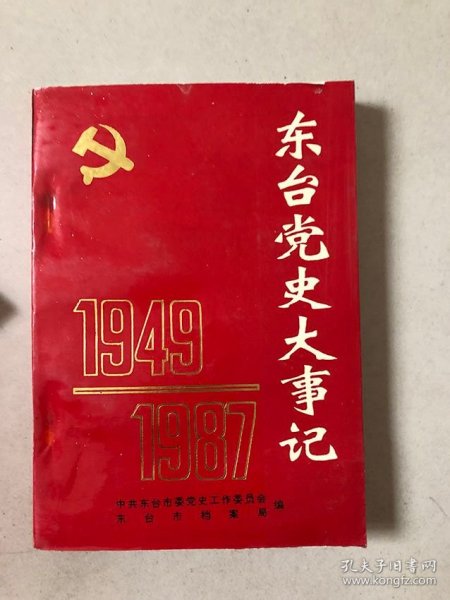 东台党史大事记
1949
1987
中共东台市委党史工作委员会
东台市档案局
编
孔夫子旧书网
www.kongfz.com